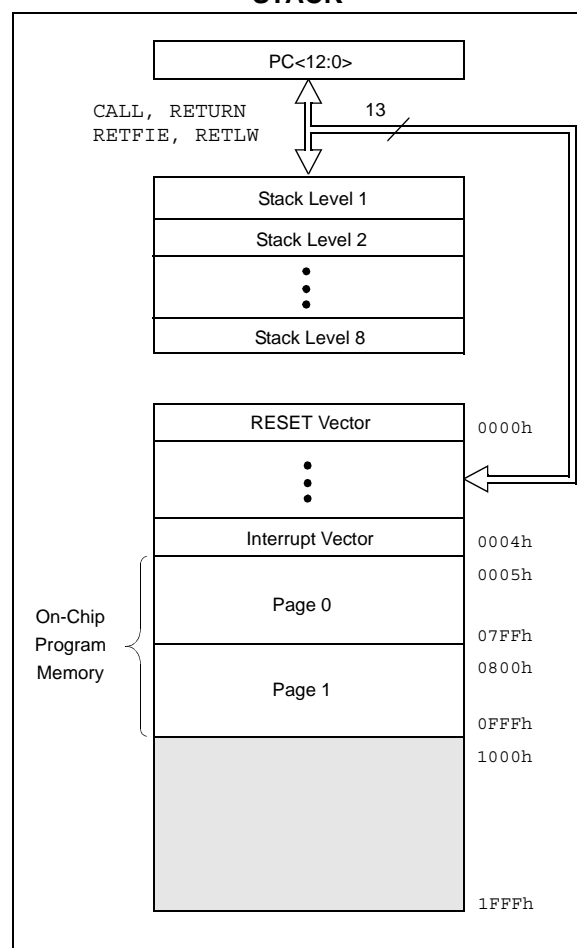 STACK
PC<12:0>
CALL, RETURN
RETFIE, RETLW
13
Stack Level 1
Stack Level 2
Stack Level 8
RESET Vector
0000h
Interrupt Vector
0004h
0005h
On-Chip
Program
Memory
Page 0
07FFh
0800h
Page 1
0FFFh
1000h
1FFFh